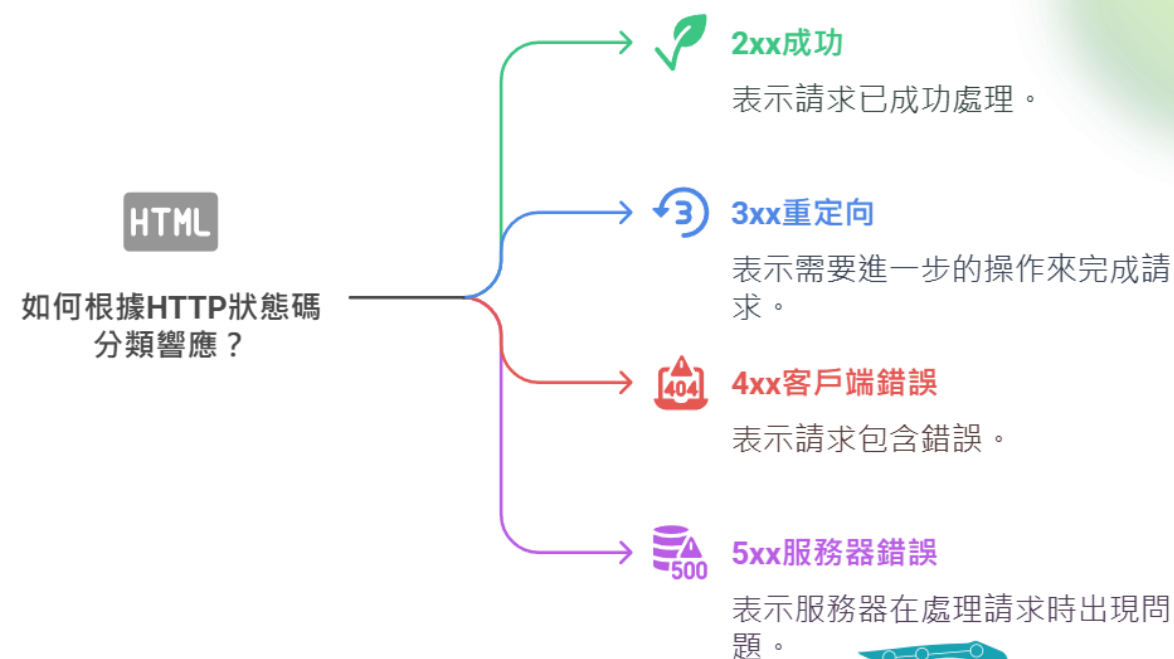 2xx成功
表示請求已成功處理。
HTML
3xx重定向
表示需要進一步的操作來完成請
求。
如何根據HTTP狀態碼
分類響應？
404
4xx客戶端錯誤
表示請求包含錯誤。
500
5xx服務器錯誤
表示服務器在處理請求時出現問
題。